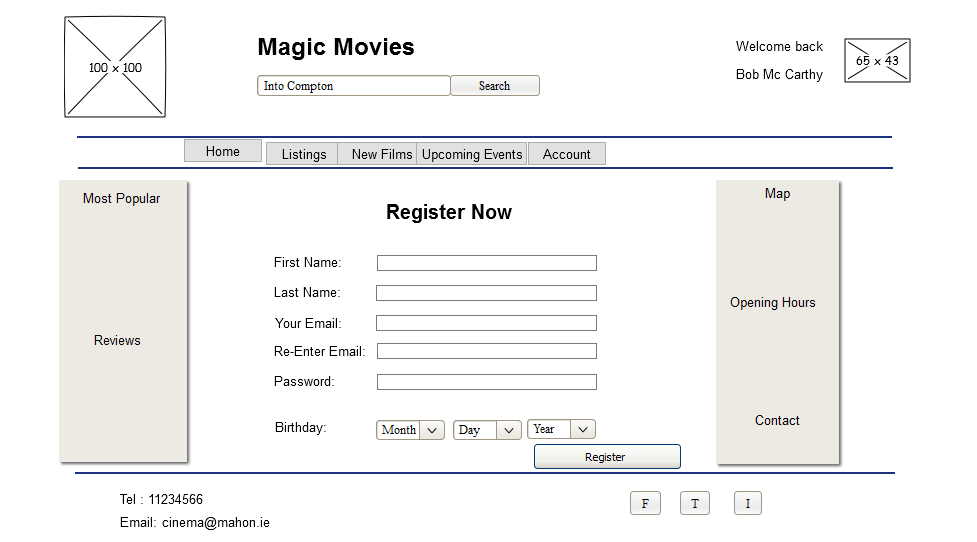 100 x 100
Magic Movies
Into Compton
Search
Welcome back
Bob Mc Carthy
65 x 43
Home
Listings
New Films
Upcoming Events
Account
Most Popular
Reviews
Register Now
First Name:
Last Name:
Your Email:
Re-Enter Email:
Password:
Birthday:
Month
Day
Year
Register
Map
Opening Hours
Contact
Tel : 11234566
Email: cinema@mahon.ie
F
T
I